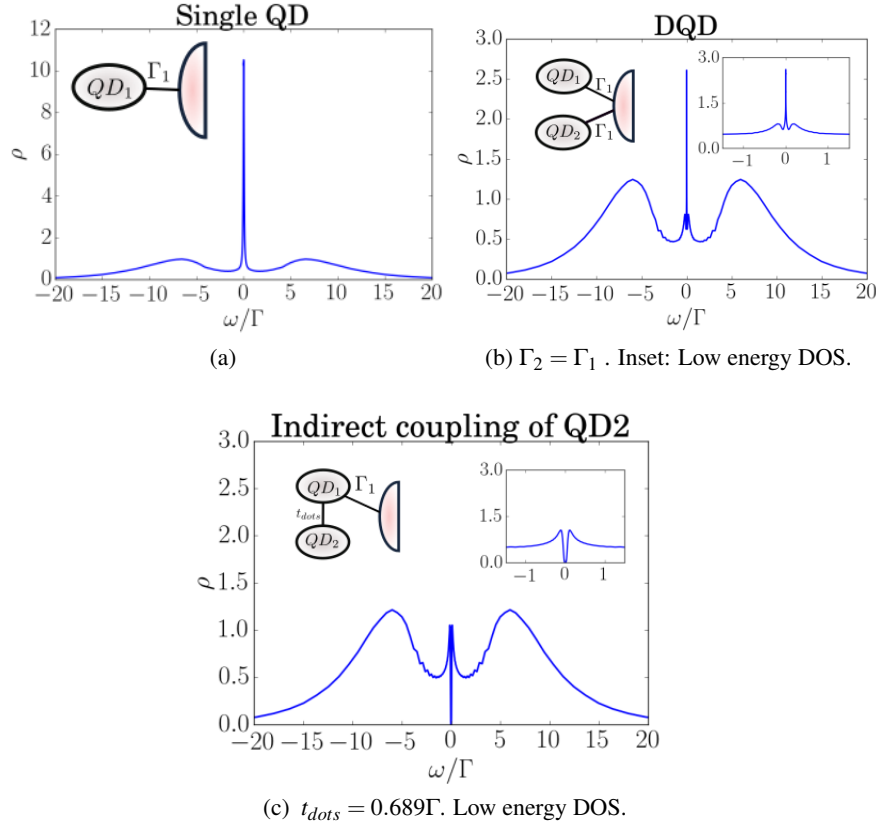 Single QD
12
10
8
6
4
2
0
ρ
QD₁
Γ₁
−20 −15 −10 −5 0 5 10 15 20
ω/Γ
(a)
DQD
3.0
2.5
2.0
1.5
1.0
0.5
0.0
ρ
QD₁
Γ₁
QD₂
Γ₁
3.0
1.5
0.0
−1 0 1
−20 −15 −10 −5 0 5 10 15 20
ω/Γ
(b) Γ₂ = Γ₁ . Inset: Low energy DOS.
Indirect coupling of QD2
3.0
2.5
2.0
1.5
1.0
0.5
0.0
ρ
QD₁
Γ₁
t_dots
QD₂
3.0
1.5
0.0
−1 0 1
−20 −15 −10 −5 0 5 10 15 20
ω/Γ
(c) t_dots = 0.689Γ. Low energy DOS.